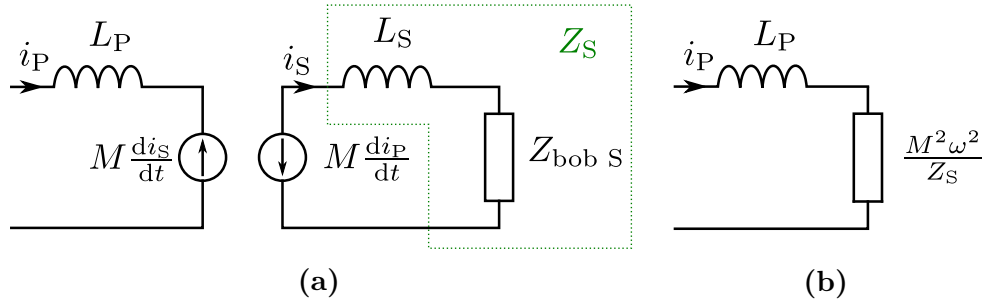 L_P
L_S
Z_S
L_P
i_P
i_S
i_P
M di_S/dt
M di_P/dt
Z_bob S
M²ω²/Z_S
(a)
(b)